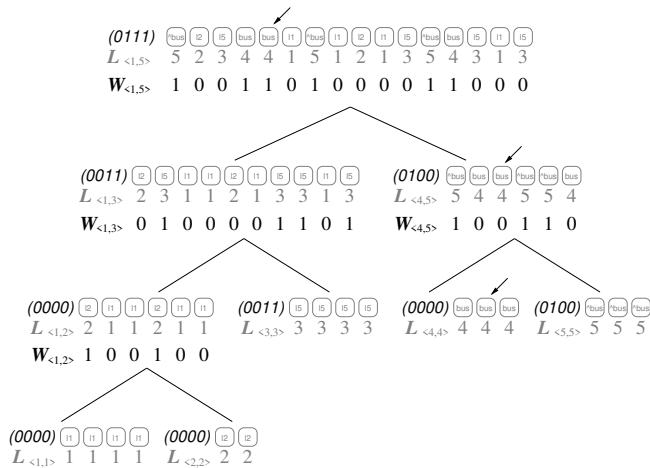 (0111) ^bus l2 l5 bus bus l1 ^bus l1 l2 l1 l5 ^bus bus l5 l1 l5
L <1,5> 5 2 3 4 4 1 5 1 2 1 3 5 4 3 1 3
W<1,5> 1 0 0 1 1 0 1 0 0 0 0 1 1 0 0 0
(0011) l2 l5 l1 l1 l2 l1 l5 l5 l1 l5 (0100) ^bus bus bus ^bus ^bus bus
L <1,3> 2 3 1 1 2 1 3 3 1 3 L <4,5> 5 4 4 5 5 4
W<1,3> 0 1 0 0 0 0 1 1 0 1 W<4,5> 1 0 0 1 1 0
(0000) l2 l1 l1 l2 l1 l1 (0011) l5 l5 l5 l5 (0000) bus bus bus (0100) ^bus ^bus ^bus
L <1,2> 2 1 1 2 1 1 L <3,3> 3 3 3 3 L <4,4> 4 4 4 L <5,5> 5 5 5
W<1,2> 1 0 0 1 0 0
(0000) l1 l1 l1 l1 (0000) l2 l2
L <1,1> 1 1 1 1 L <2,2> 2 2